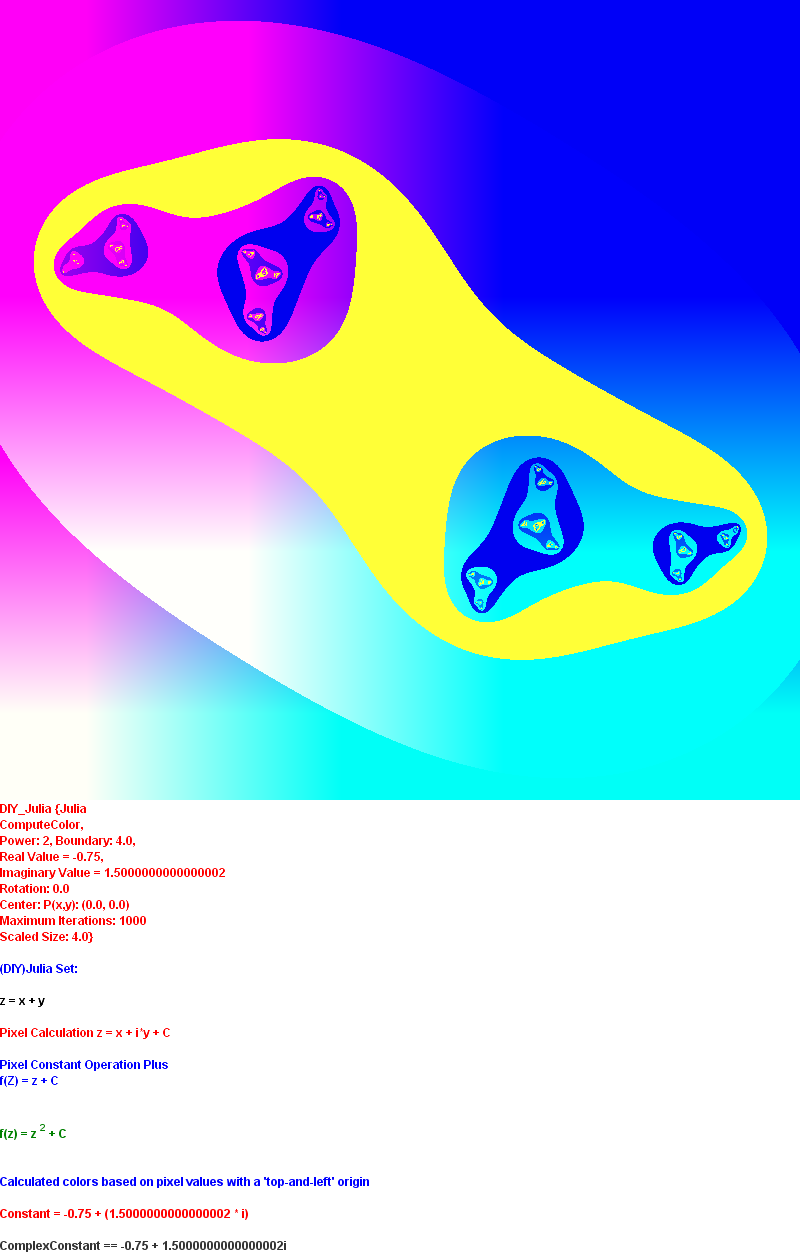 DIY_Julia {Julia
ComputeColor,
Power: 2, Boundary: 4.0,
Real Value = -0.75,
Imaginary Value = 1.5000000000000002
Rotation: 0.0
Center: P(x,y): (0.0, 0.0)
Maximum Iterations: 1000
Scaled Size: 4.0}
(DIY)Julia Set:
z = x + y
Pixel Calculation z = x + i*y + C
Pixel Constant Operation Plus
f(Z) = z + C
f(z) = z 2 + C
Calculated colors based on pixel values with a 'top-and-left' origin
Constant = -0.75 + (1.5000000000000002 * i)
ComplexConstant == -0.75 + 1.5000000000000002i